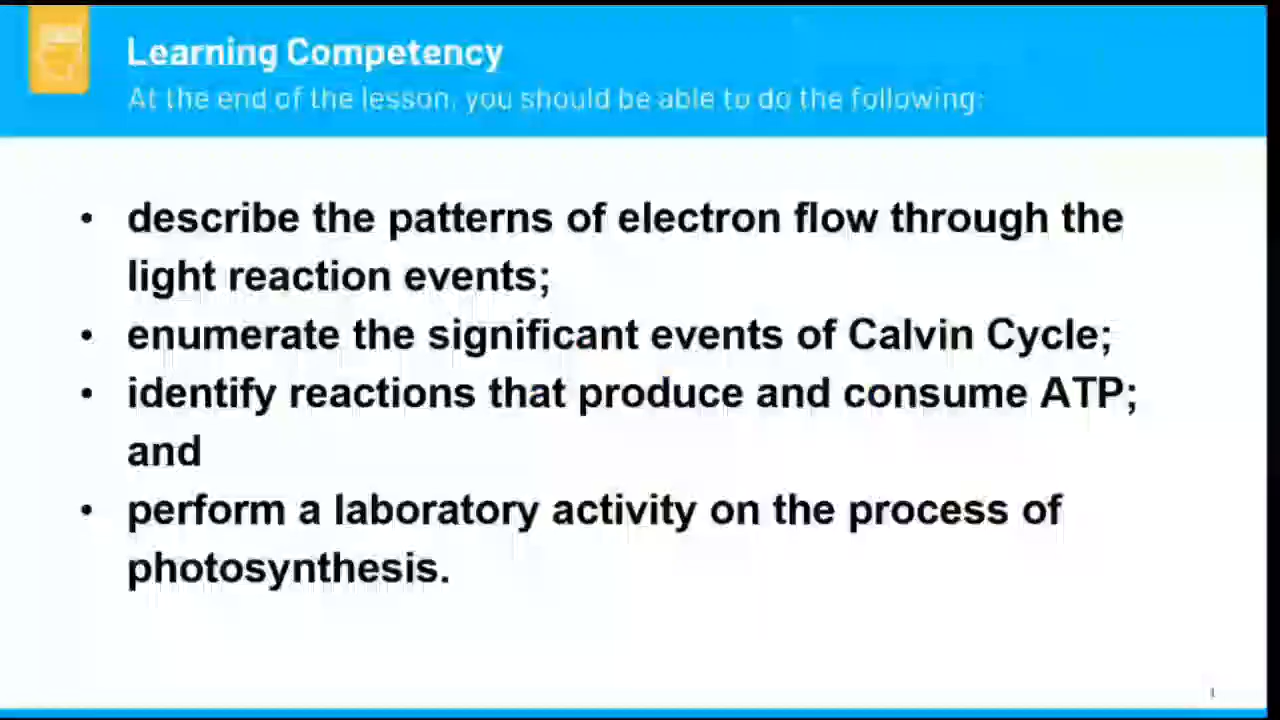 Learning Competency
At the end of the lesson, you should be able to do the following:
• describe the patterns of electron flow through the
light reaction events;
• enumerate the significant events of Calvin Cycle;
• identify reactions that produce and consume ATP;
and
• perform a laboratory activity on the process of
photosynthesis.
1